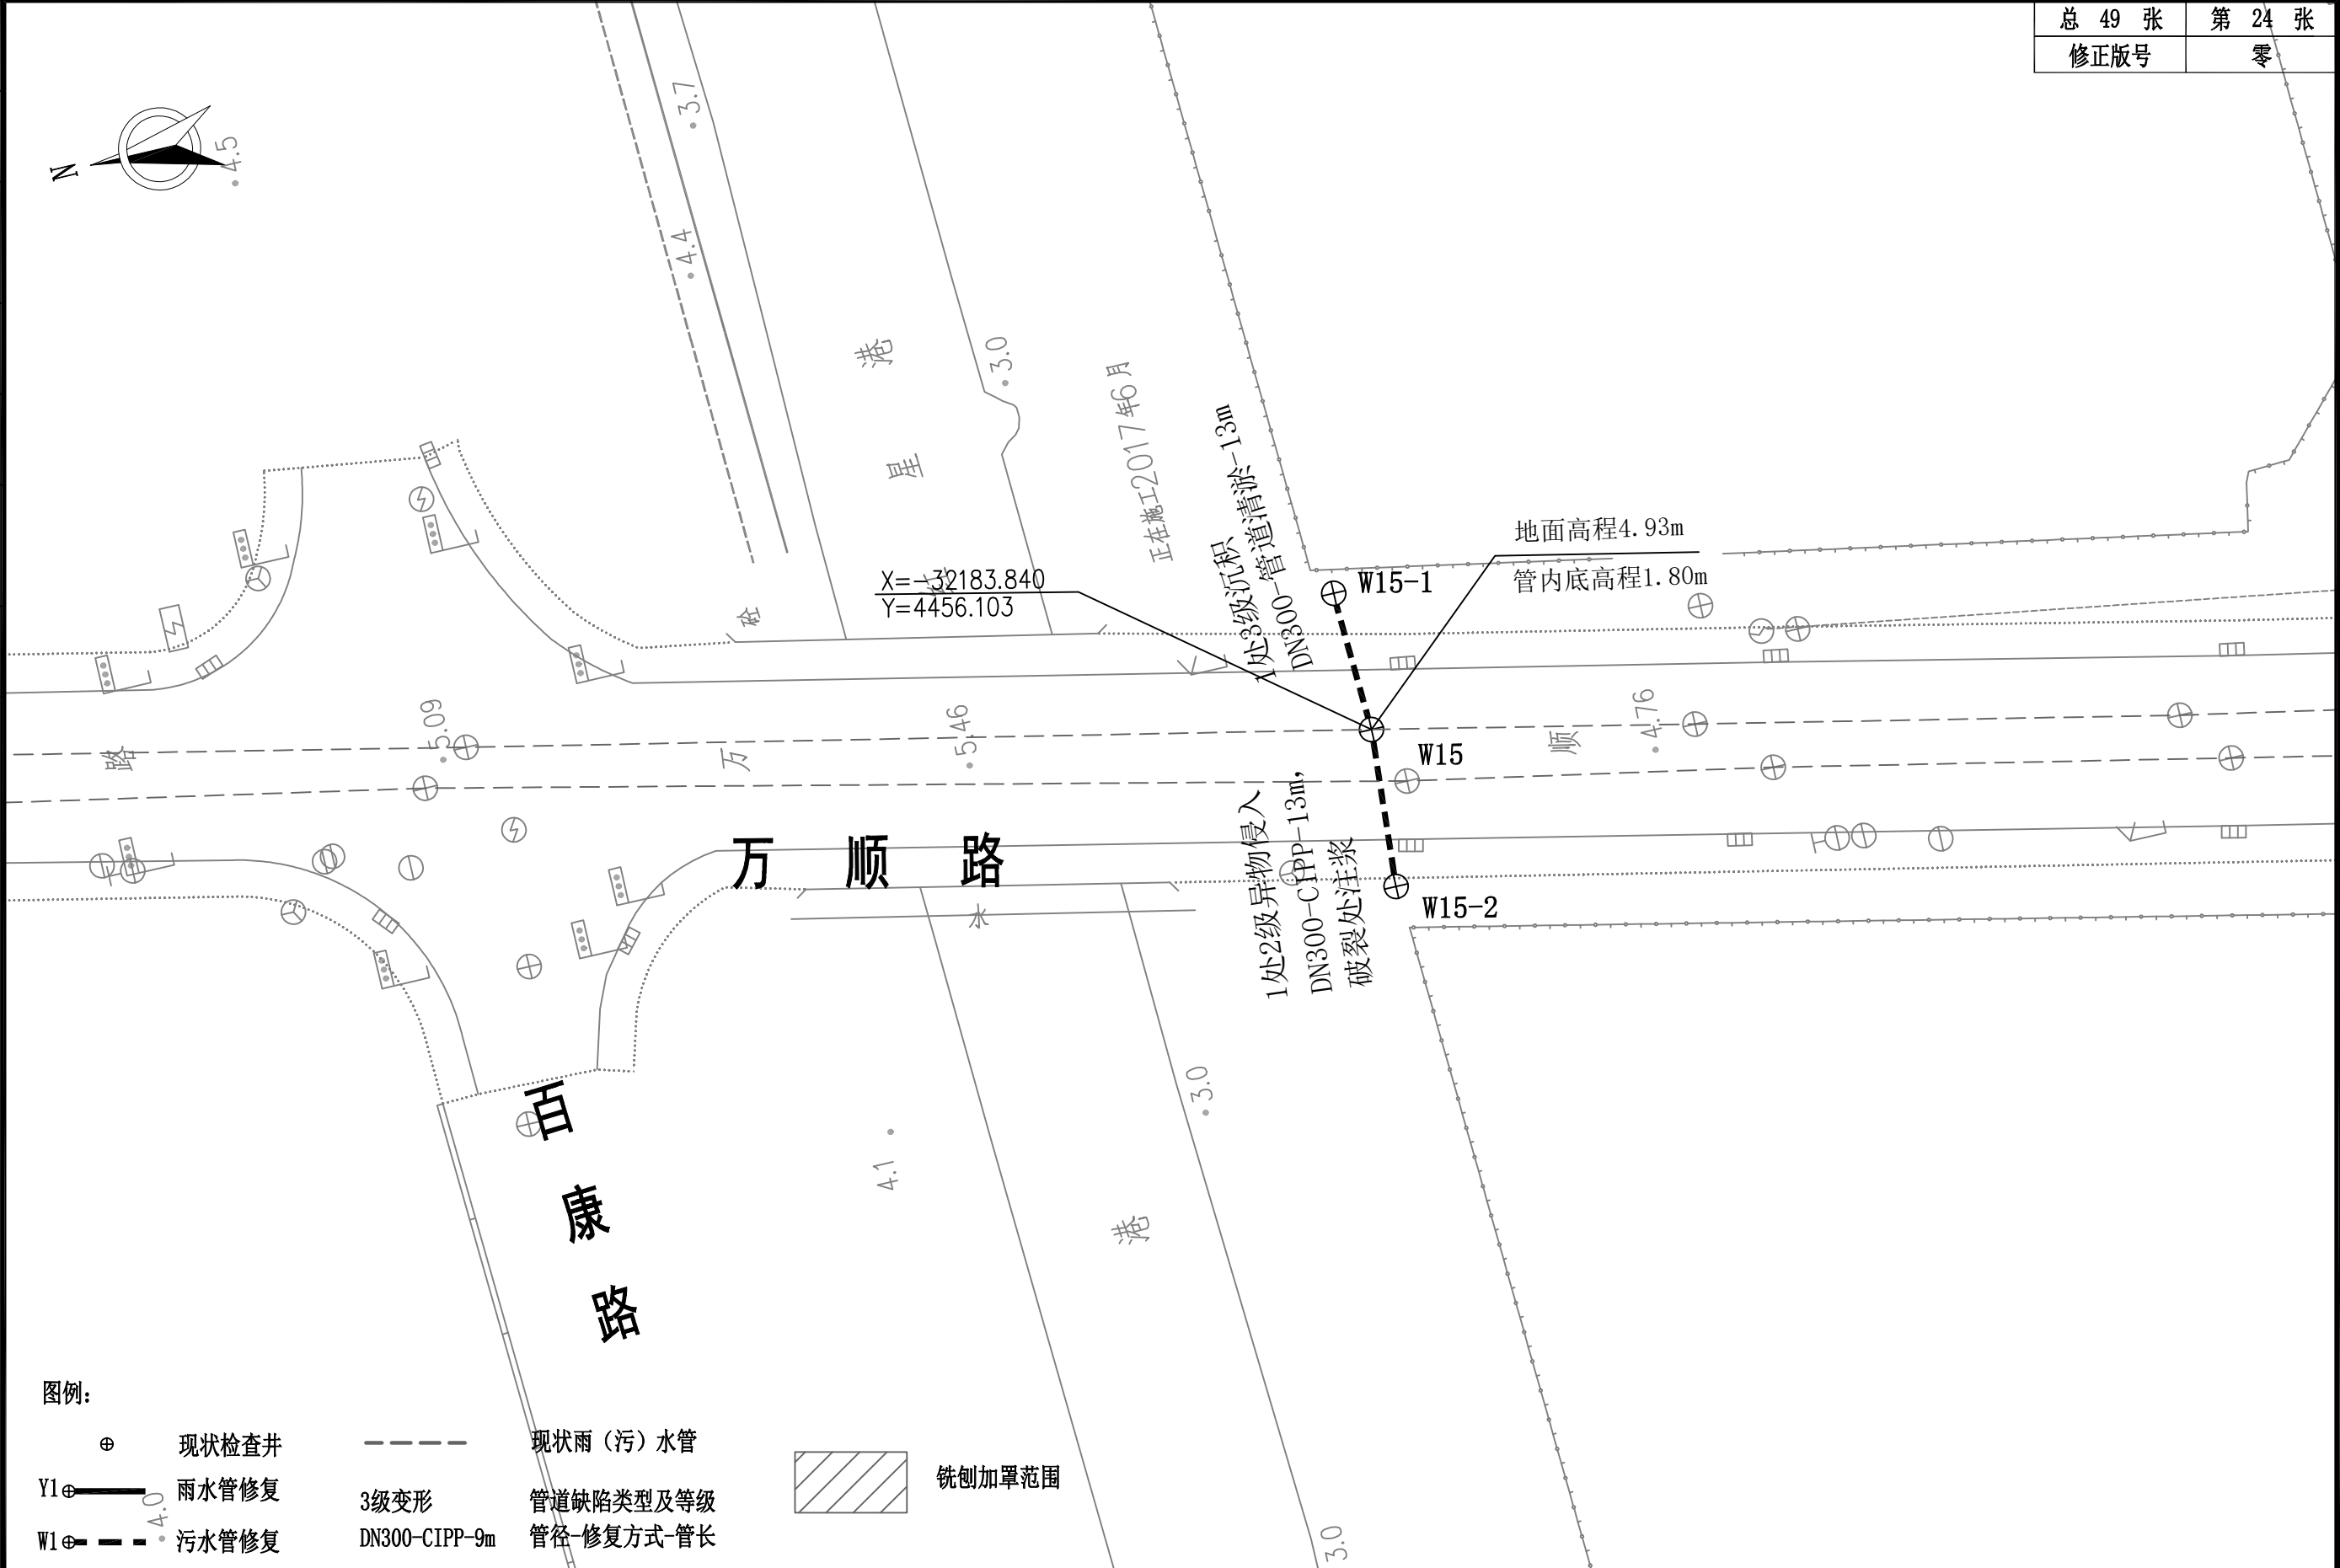 总 49 张 第 24 张
修正版号 零
N
4.5
3.7
4.4
港
3.0
星
正在施工2017年6月
1处3级沉积
DN300-管道清淤-13m
地面高程4.93m
管内底高程1.80m
X=-32183.840
Y=4456.103
W15-1
砼
路
5.09
万
5.46
W15
顺
4.76
万 顺 路
水
1处2级异物侵入
DN300-CIPP-13m,
破裂处注浆
W15-2
百
康
路
3.0
4.1
港
3.0
图例:
现状检查井
现状雨（污）水管
Y1 雨水管修复
3级变形 管道缺陷类型及等级
铣刨加罩范围
W1 污水管修复
DN300-CIPP-9m 管径-修复方式-管长
4.0